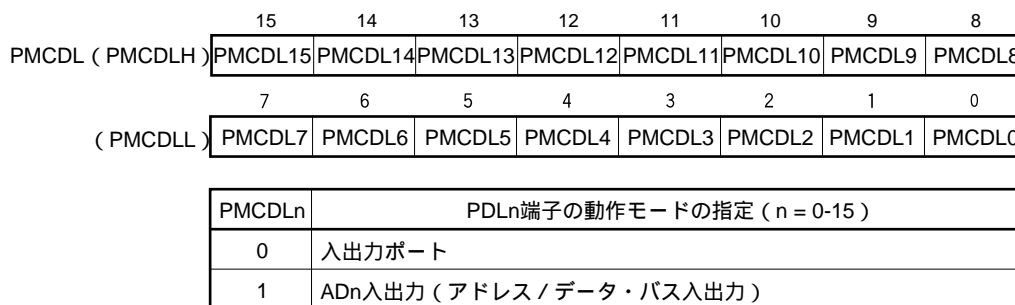 15 14 13 12 11 10 9 8
PMCDL（PMCDLH） PMCDL15 PMCDL14 PMCDL13 PMCDL12 PMCDL11 PMCDL10 PMCDL9 PMCDL8
7 6 5 4 3 2 1 0
（PMCDLL） PMCDL7 PMCDL6 PMCDL5 PMCDL4 PMCDL3 PMCDL2 PMCDL1 PMCDL0
PMCDLn PDLn端子の動作モードの指定（n = 0-15）
0 入出力ポート
1 ADn入出力（アドレス／データ・バス入出力）